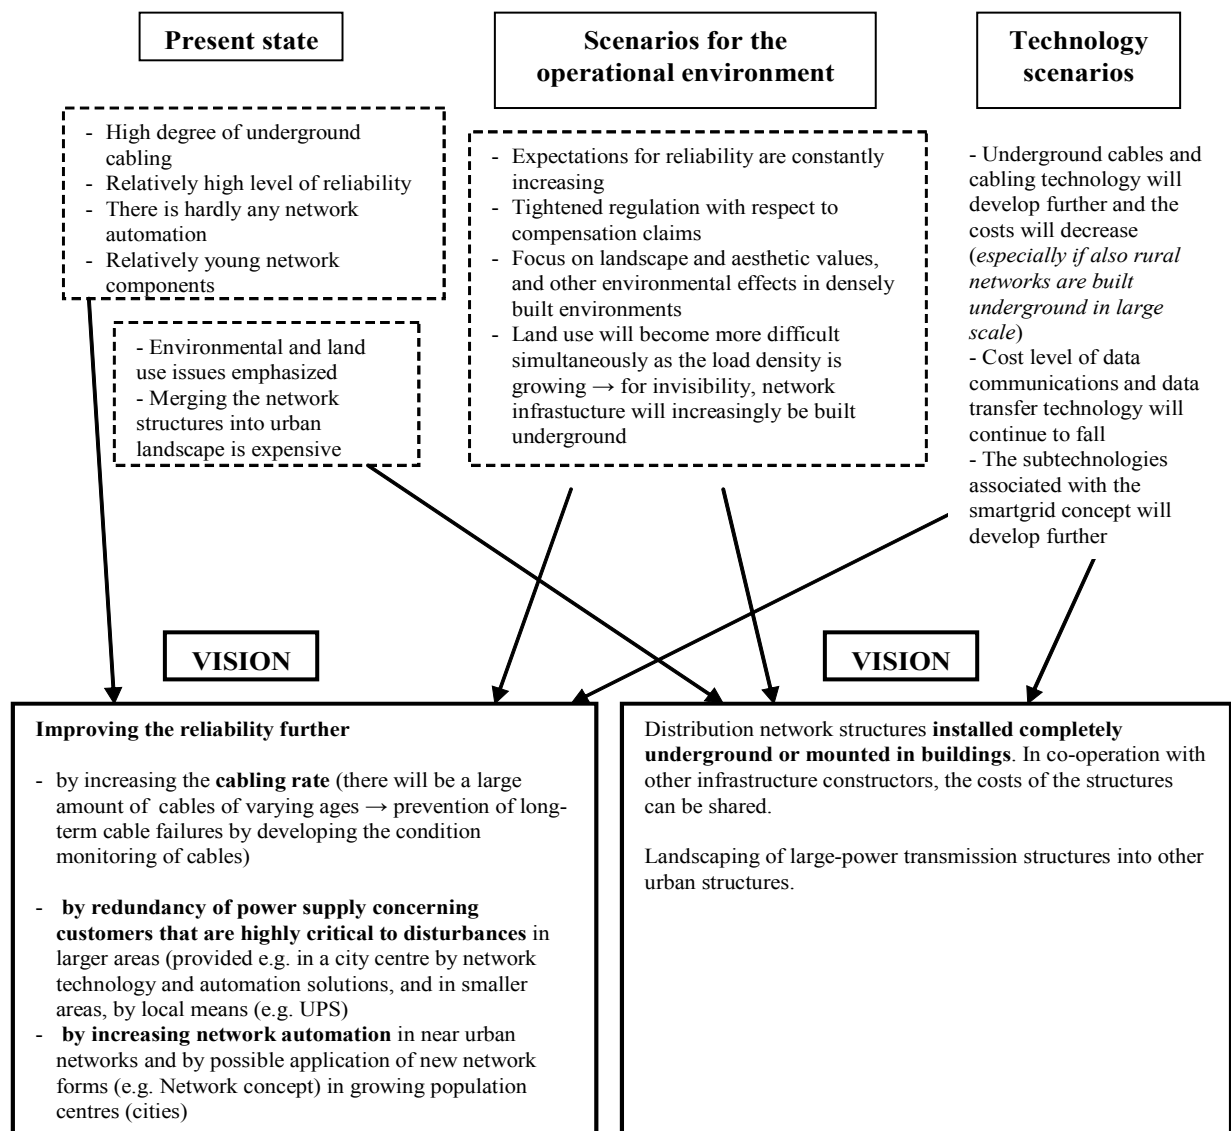 Present state
Scenarios for the
operational environment
Technology
scenarios
- High degree of underground
cabling
- Relatively high level of reliability
- There is hardly any network
automation
- Relatively young network
components
- Environmental and land
use issues emphasized
- Merging the network
structures into urban
landscape is expensive
- Expectations for reliability are constantly
increasing
- Tightened regulation with respect to
compensation claims
- Focus on landscape and aesthetic values,
and other environmental effects in densely
built environments
- Land use will become more difficult
simultaneously as the load density is
growing → for invisibility, network
infrastucture will increasingly be built
underground
- Underground cables and
cabling technology will
develop further and the
costs will decrease
(especially if also rural
networks are built
underground in large
scale)
- Cost level of data
communications and data
transfer technology will
continue to fall
- The subtechnologies
associated with the
smartgrid concept will
develop further
VISION
VISION
Improving the reliability further
- by increasing the cabling rate (there will be a large
amount of cables of varying ages → prevention of long-
term cable failures by developing the condition
monitoring of cables)
- by redundancy of power supply concerning
customers that are highly critical to disturbances in
larger areas (provided e.g. in a city centre by network
technology and automation solutions, and in smaller
areas, by local means (e.g. UPS)
- by increasing network automation in near urban
networks and by possible application of new network
forms (e.g. Network concept) in growing population
centres (cities)
Distribution network structures installed completely
underground or mounted in buildings. In co-operation with
other infrastructure constructors, the costs of the structures
can be shared.
Landscaping of large-power transmission structures into other
urban structures.